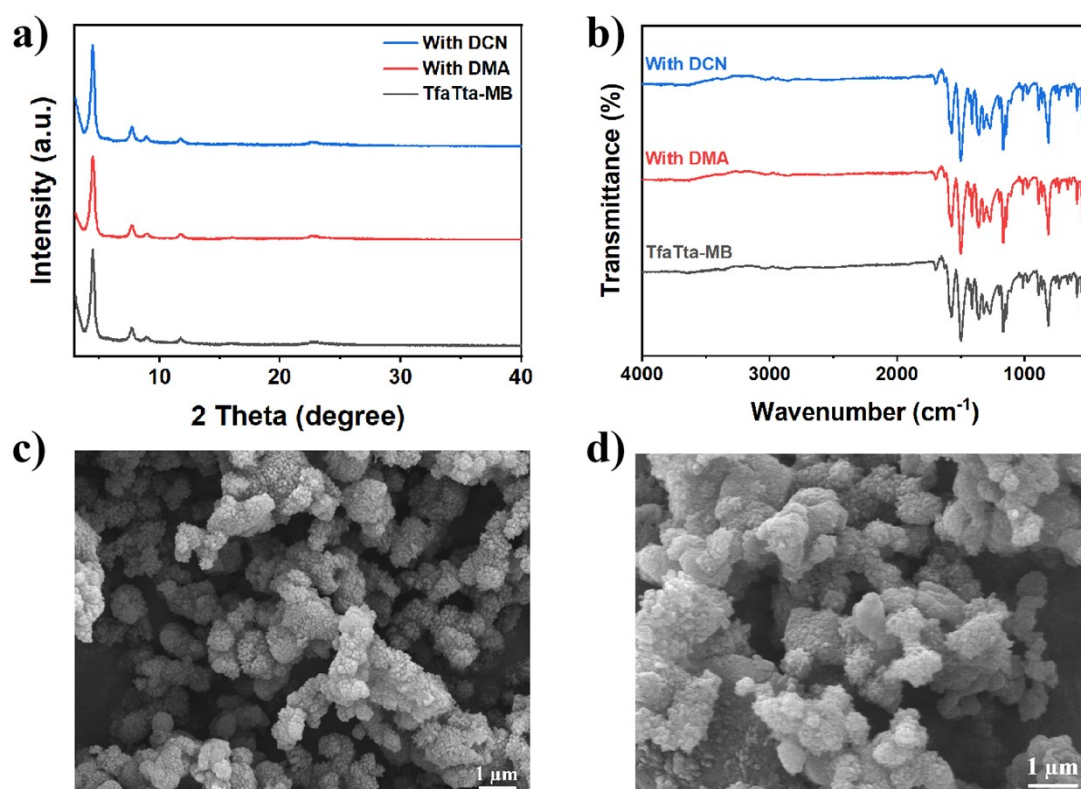 a)
With DCN
With DMA
TfaTta-MB
Intensity (a.u.)
10
20
30
40
2 Theta (degree)
b)
With DCN
With DMA
TfaTta-MB
Transmittance (%)
4000
3000
2000
1000
Wavenumber (cm⁻¹)
c)
1 μm
d)
1 μm